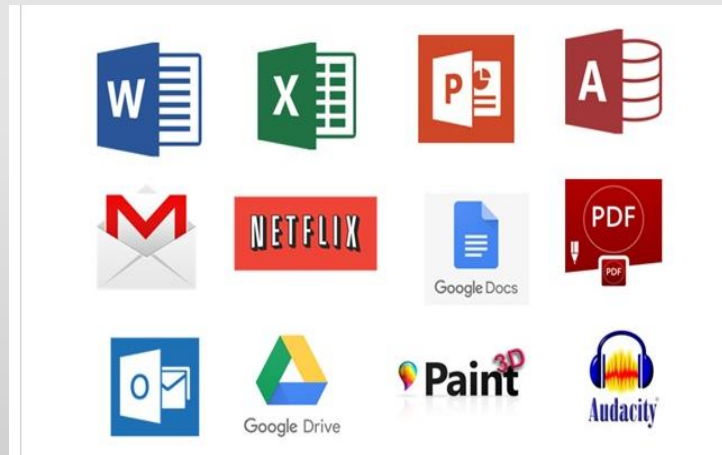 W
X
P
A
M
NETFLIX
Google Docs
PDF
PDF
O
Google Drive
Paint 3D
Audacity